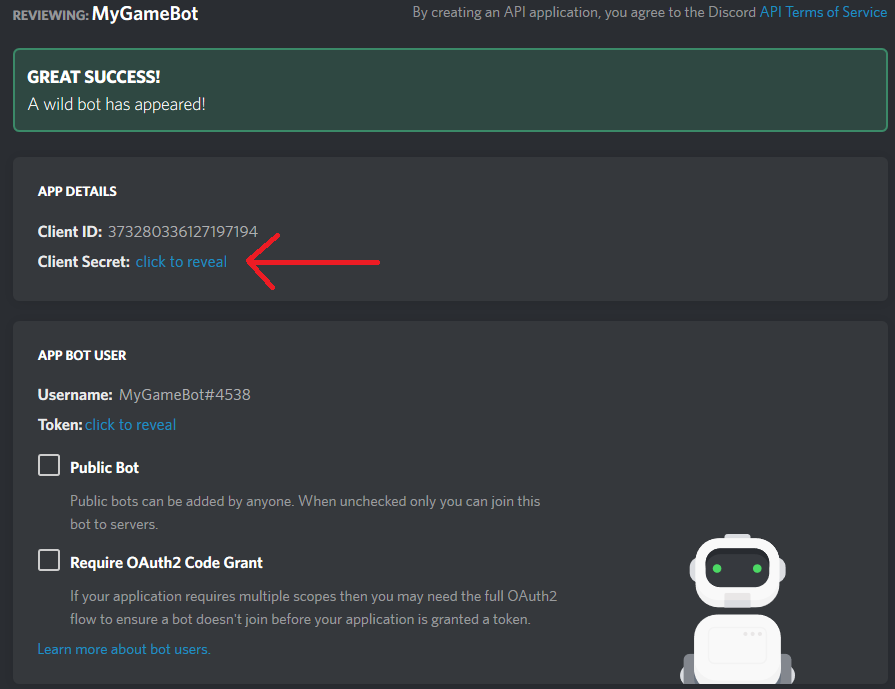 REVIEWING: MyGameBot
By creating an API application, you agree to the Discord API Terms of Service
GREAT SUCCESS!
A wild bot has appeared!
APP DETAILS
Client ID: 373280336127197194
Client Secret: click to reveal
APP BOT USER
Username: MyGameBot#4538
Token: click to reveal
Public Bot
Public bots can be added by anyone. When unchecked only you can join this
bot to servers.
Require OAuth2 Code Grant
If your application requires multiple scopes then you may need the full OAuth2
flow to ensure a bot doesn't join before your application is granted a token.
Learn more about bot users.